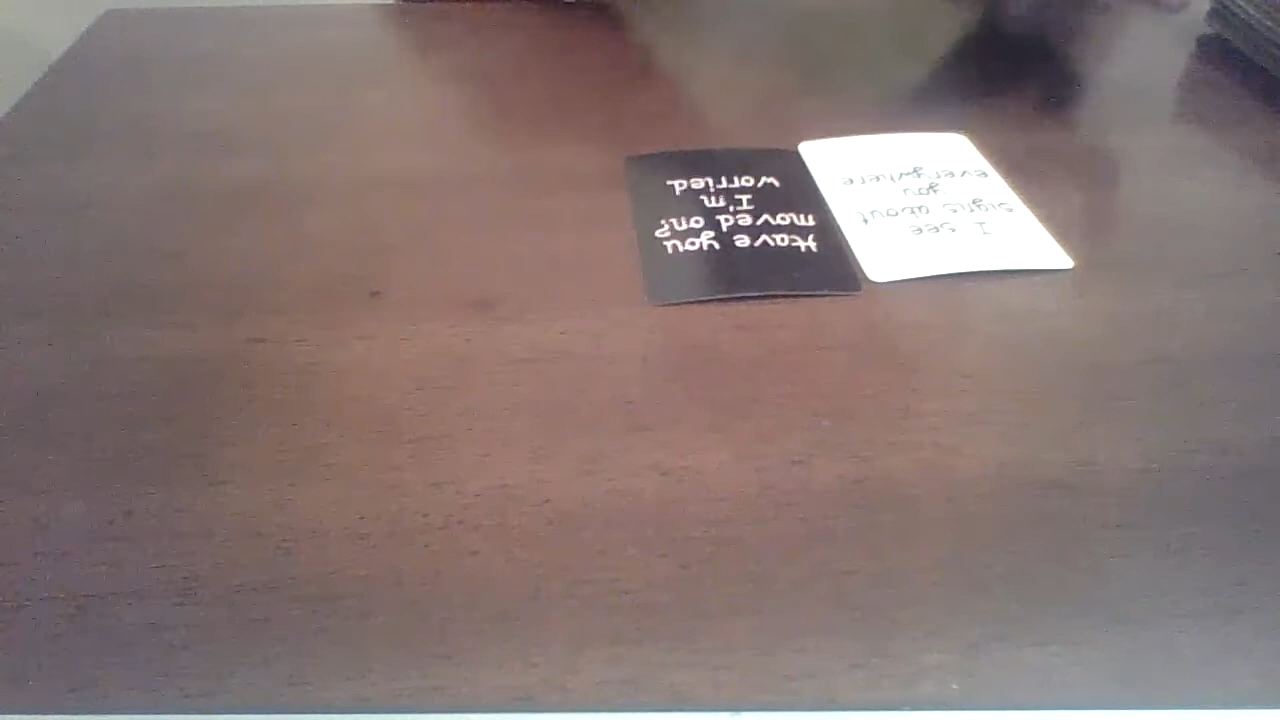 Have you
moved on?
I'm
worried
I see
signs about
you
everywhere